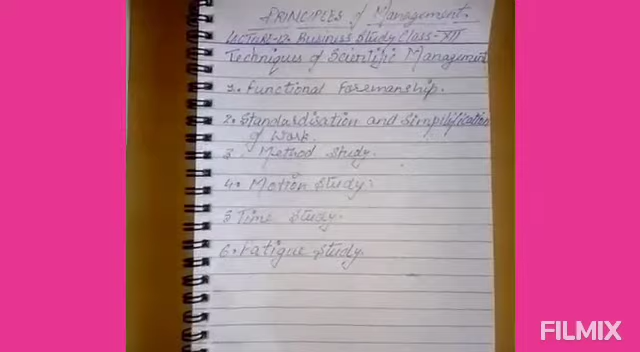 PRINCIPLES of Management.
LECTURE-12. Business Study Class-XII
Techniques of Scientific Management
1. Functional Foremanship.
2. Standardisation and Simplification
of Work.
3. Method Study.
4. Motion Study:
5 Time Study.
6. Fatigue Study.
FILMIX